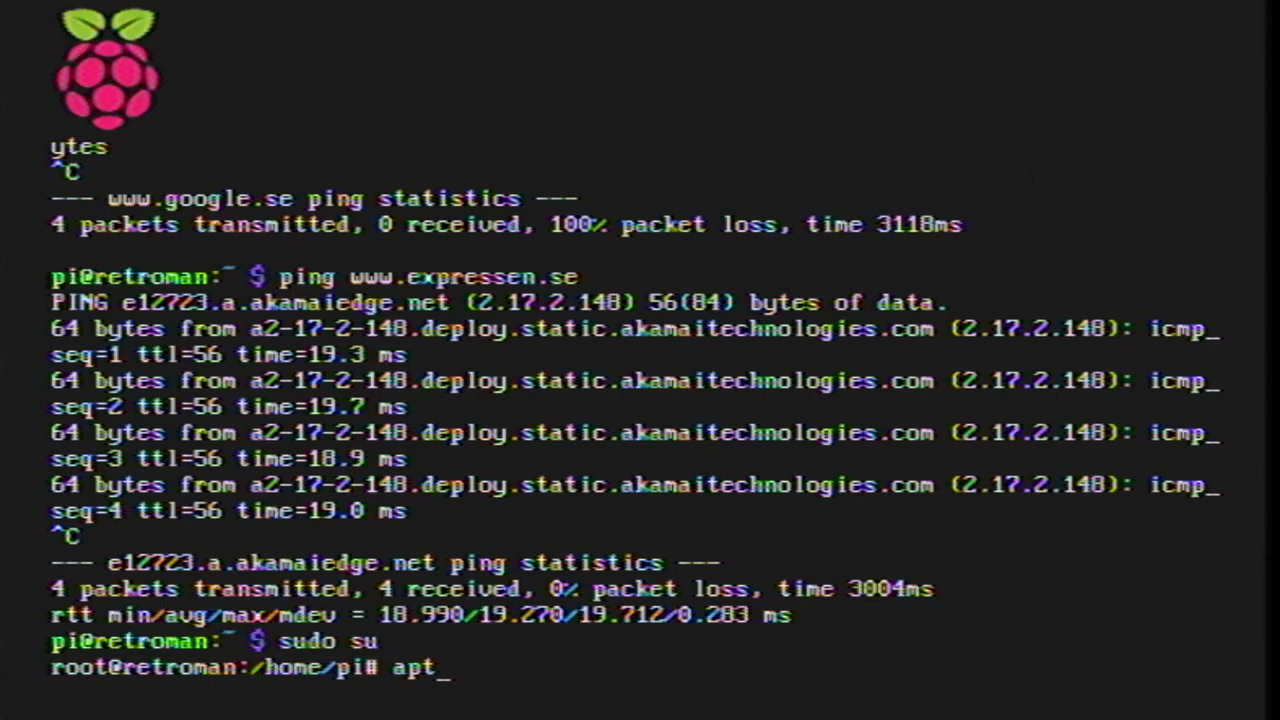 ytes
^C
--- www.google.se ping statistics ---
4 packets transmitted, 0 received, 100% packet loss, time 3118ms
pi@retroman:~ $ ping www.expressen.se
PING e12723.a.akamaiedge.net (2.17.2.148) 56(84) bytes of data.
64 bytes from a2-17-2-148.deploy.static.akamaitechnologies.com (2.17.2.148): icmp_
seq=1 ttl=56 time=19.3 ms
64 bytes from a2-17-2-148.deploy.static.akamaitechnologies.com (2.17.2.148): icmp_
seq=2 ttl=56 time=19.7 ms
64 bytes from a2-17-2-148.deploy.static.akamaitechnologies.com (2.17.2.148): icmp_
seq=3 ttl=56 time=18.9 ms
64 bytes from a2-17-2-148.deploy.static.akamaitechnologies.com (2.17.2.148): icmp_
seq=4 ttl=56 time=19.0 ms
^C
--- e12723.a.akamaiedge.net ping statistics ---
4 packets transmitted, 4 received, 0% packet loss, time 3004ms
rtt min/avg/max/mdev = 18.990/19.270/19.712/0.283 ms
pi@retroman:~ $ sudo su
root@retroman:/home/pi# apt_